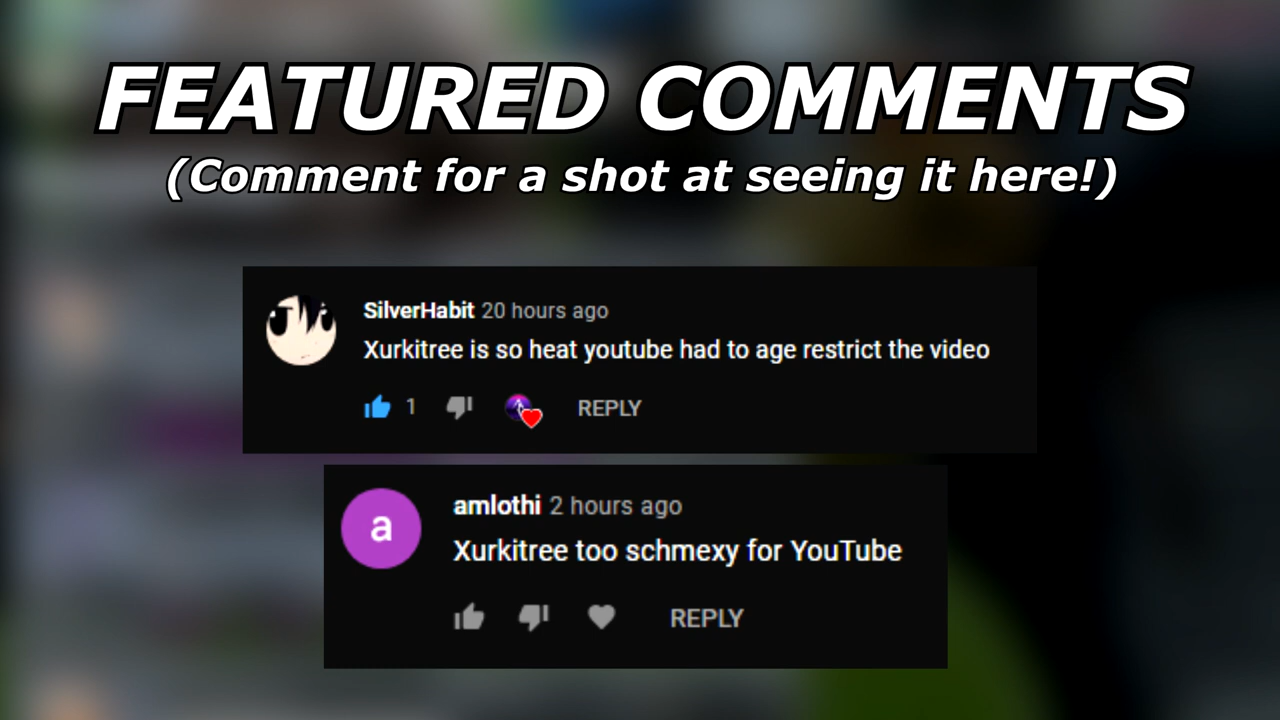 FEATURED COMMENTS
(Comment for a shot at seeing it here!)
SilverHabit 20 hours ago
Xurkitree is so heat youtube had to age restrict the video
1 REPLY
a
amlothi 2 hours ago
Xurkitree too schmexy for YouTube
REPLY